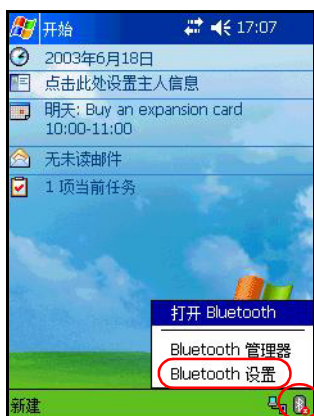 开始 17:07
2003年6月18日
点击此处设置主人信息
明天: Buy an expansion card
10:00-11:00
无未读邮件
1 项当前任务
打开 Bluetooth
Bluetooth 管理器
Bluetooth 设置
新建